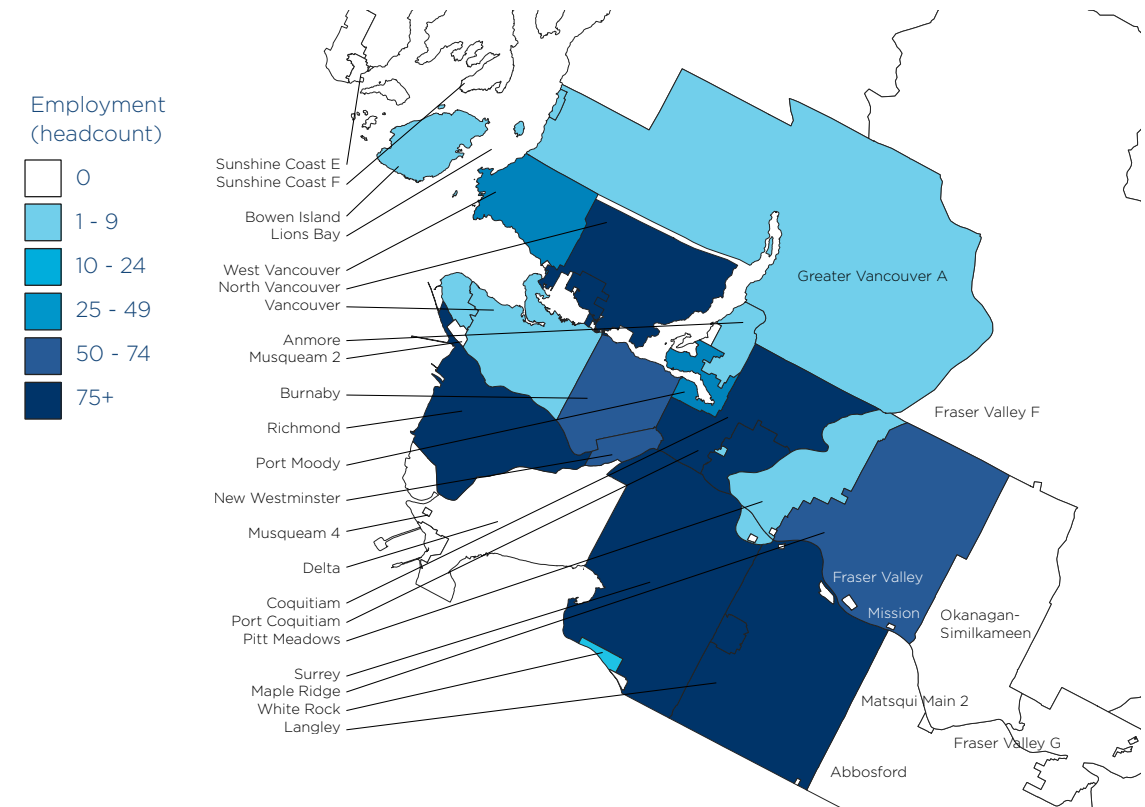 Employment
(headcount)
0
1 - 9
10 - 24
25 - 49
50 - 74
75+
Sunshine Coast E
Sunshine Coast F
Bowen Island
Lions Bay
West Vancouver
North Vancouver
Vancouver
Anmore
Musqueam 2
Burnaby
Richmond
Port Moody
New Westminster
Musqueam 4
Delta
Coquitiam
Port Coquitiam
Pitt Meadows
Surrey
Maple Ridge
White Rock
Langley
Greater Vancouver A
Fraser Valley F
Fraser Valley
Mission
Okanagan-
Similkameen
Matsqui Main 2
Fraser Valley G
Abbosford